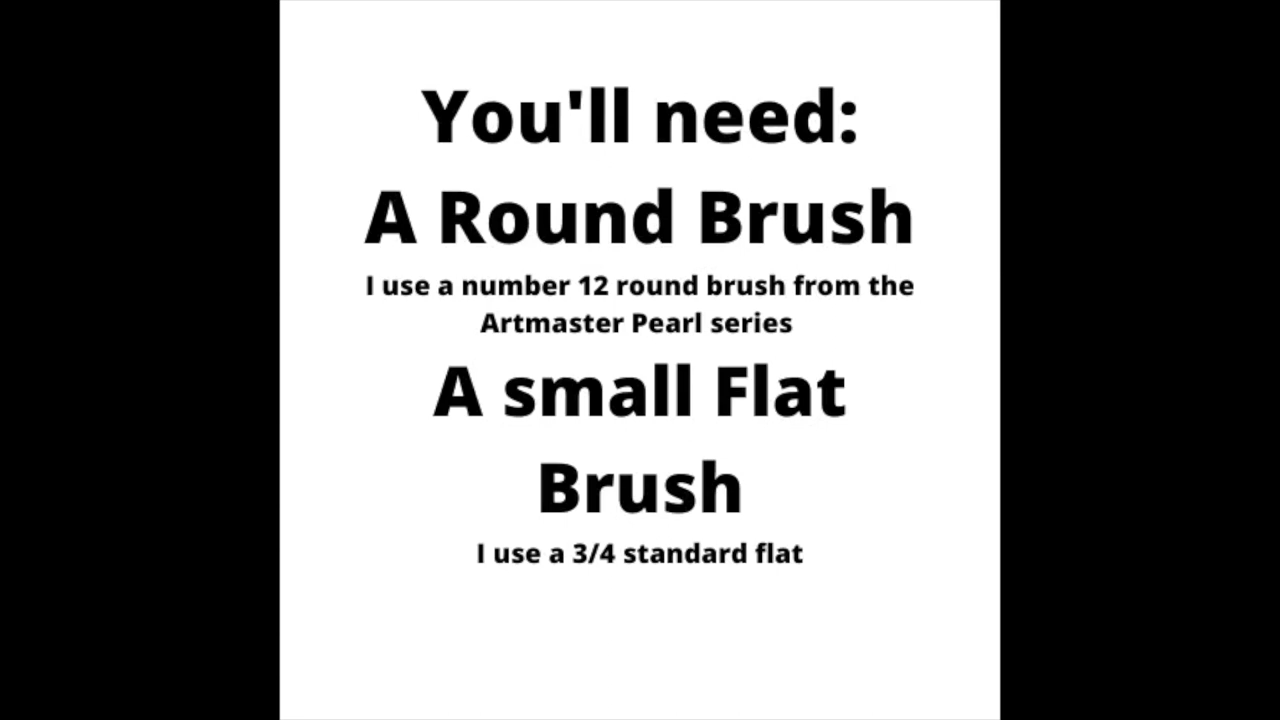 You'll need:
A Round Brush
I use a number 12 round brush from the
Artmaster Pearl series
A small Flat
Brush
I use a 3/4 standard flat